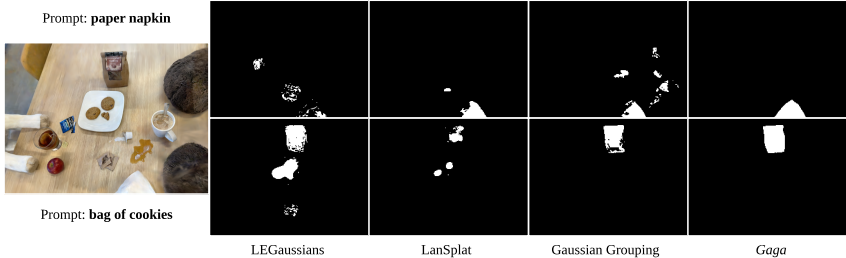 Prompt: paper napkin
Prompt: bag of cookies
LEGaussians
LanSplat
Gaussian Grouping
Gaga